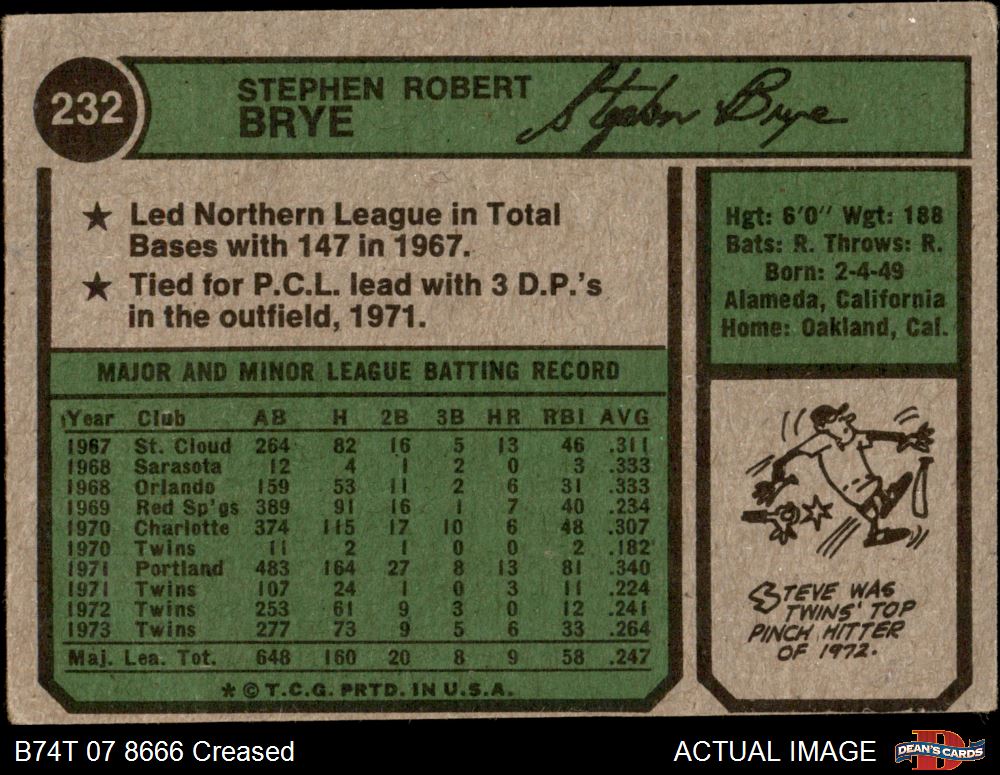 232
STEPHEN ROBERT
BRYE
Stephen Brye
★ Led Northern League in Total
Bases with 147 in 1967.
★ Tied for P.C.L. lead with 3 D.P.'s
in the outfield, 1971.
Hgt: 6'0" Wgt: 188
Bats: R. Throws: R.
Born: 2-4-49
Alameda, California
Home: Oakland, Cal.
MAJOR AND MINOR LEAGUE BATTING RECORD
Year Club AB H 2B 3B HR RBI AVG
1967 St. Cloud 264 82 16 5 13 46 .311
1968 Sarasota 12 4 1 2 0 3 .333
1968 Orlando 159 53 11 2 6 31 .333
1969 Red Sp'gs 389 91 16 1 7 40 .234
1970 Charlotte 374 115 17 10 6 48 .307
1970 Twins 11 2 1 0 0 2 .182
1971 Portland 483 164 27 8 13 81 .340
1971 Twins 107 24 1 0 3 11 .224
1972 Twins 253 61 9 3 0 12 .241
1973 Twins 277 73 9 5 6 33 .264
Maj. Lea. Tot. 648 160 20 8 9 58 .247
* © T.C.G. PRTD. IN U.S.A.
STEVE WAS
TWINS' TOP
PINCH HITTER
OF 1972.
B74T 07 8666 Creased
ACTUAL IMAGE
D
DEAN'S CARDS